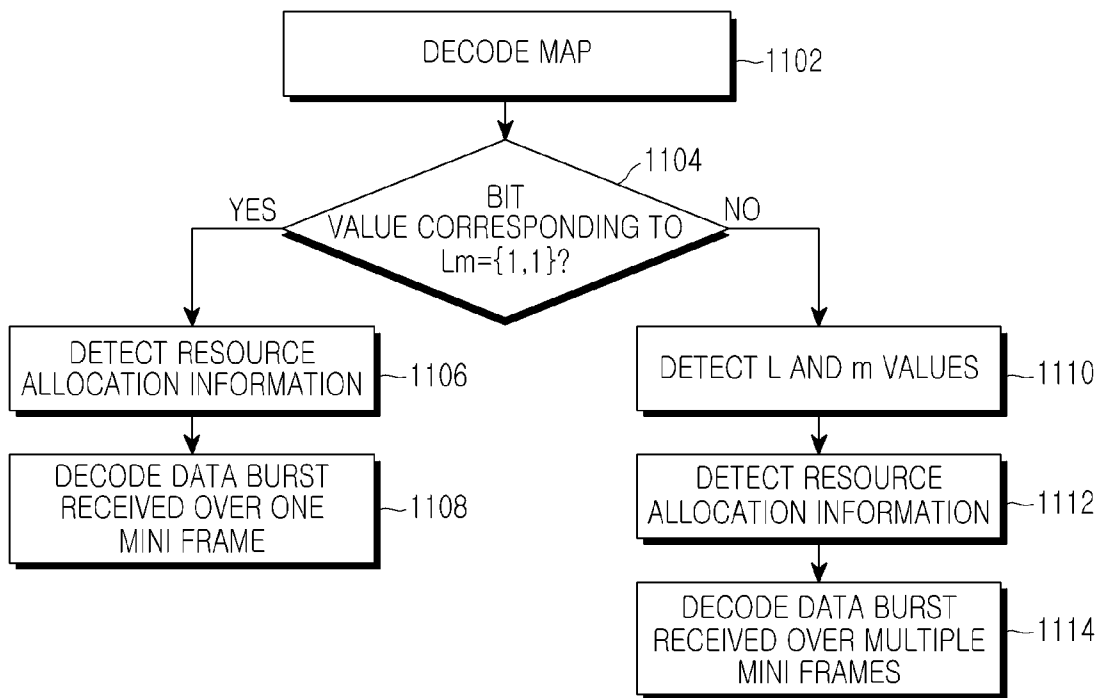 DECODE MAP
1102
1104
BIT
VALUE CORRESPONDING TO
Lm={1,1}?
YES
NO
DETECT RESOURCE
ALLOCATION INFORMATION
1106
DECODE DATA BURST
RECEIVED OVER ONE
MINI FRAME
1108
DETECT L AND m VALUES
1110
DETECT RESOURCE
ALLOCATION INFORMATION
1112
DECODE DATA BURST
RECEIVED OVER MULTIPLE
MINI FRAMES
1114